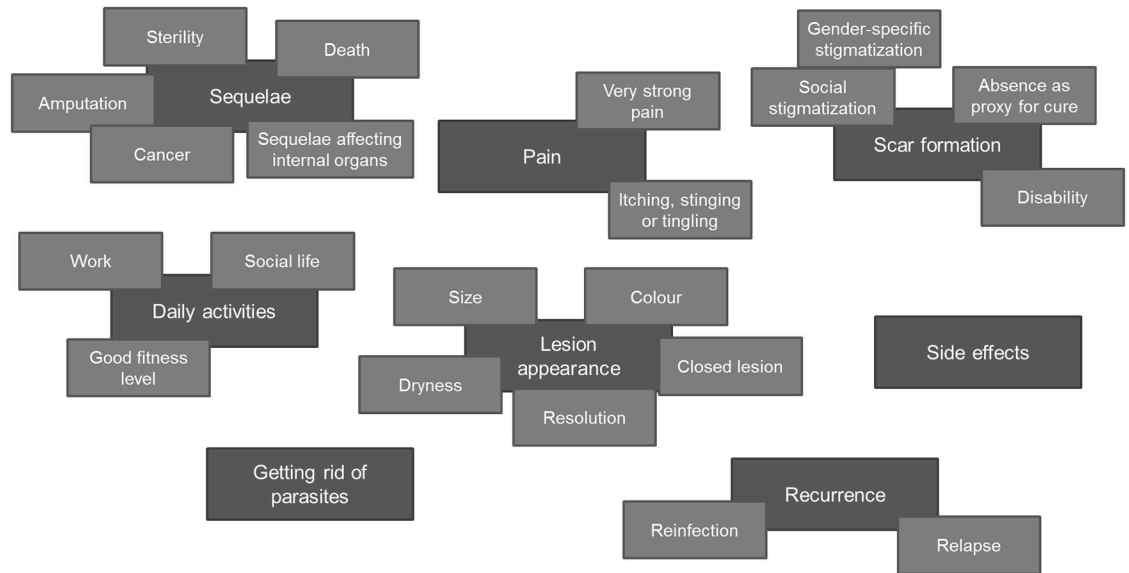 Sterility
Death
Amputation
Sequelae
Cancer
Sequelae affecting
internal organs
Very strong
pain
Pain
Itching, stinging
or tingling
Gender-specific
stigmatization
Social
stigmatization
Absence as
proxy for cure
Scar formation
Disability
Work
Social life
Daily activities
Good fitness
level
Size
Colour
Lesion
appearance
Dryness
Closed lesion
Resolution
Side effects
Getting rid of
parasites
Recurrence
Reinfection
Relapse